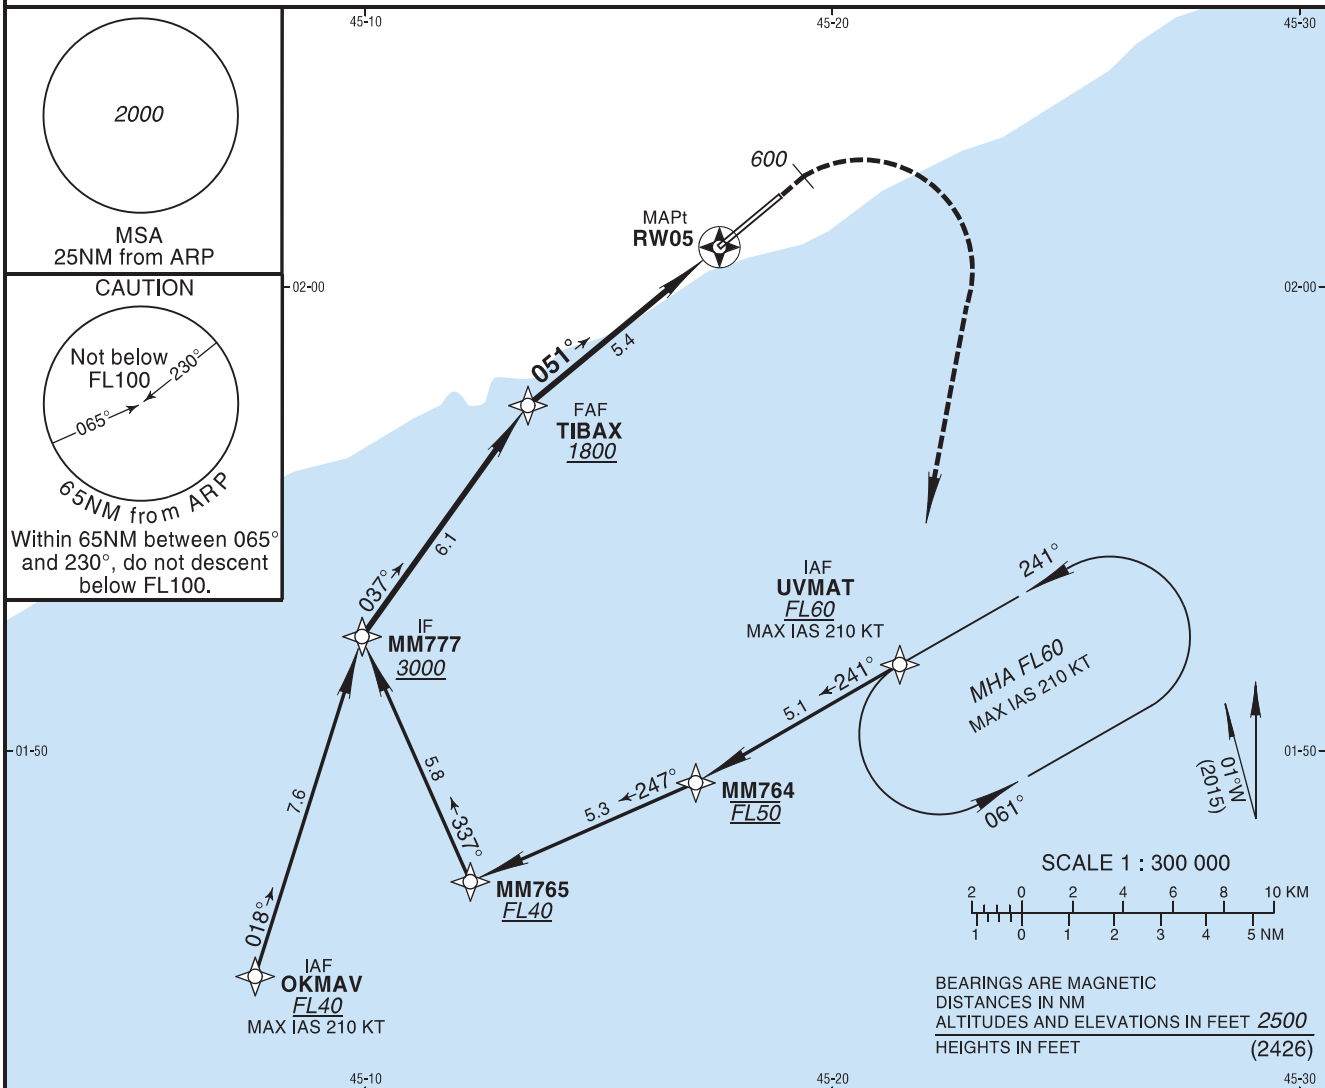 45-10
45-20
45-30
2000
MSA
25NM from ARP
CAUTION
Not below
FL100
230°
065°
65NM from ARP
Within 65NM between 065°
and 230°, do not descent
below FL100.
02-00
02-00
600
MAPt
RW05
051°
5.4
FAF
TIBAX
1800
6.1
037°
IF
MM777
3000
IAF
UVMAT
FL60
MAX IAS 210 KT
241°
241°
MHA FL60
MAX IAS 210 KT
061°
5.1
01-50
01-50
MM764
FL50
247°
5.3
5.8
337°
MM765
FL40
7.6
018°
IAF
OKMAV
FL40
MAX IAS 210 KT
01°W
(2015)
SCALE 1 : 300 000
2 0 2 4 6 8 10 KM
1 0 1 2 3 4 5 NM
BEARINGS ARE MAGNETIC
DISTANCES IN NM
ALTITUDES AND ELEVATIONS IN FEET 2500
HEIGHTS IN FEET (2426)
45-10
45-20
45-30